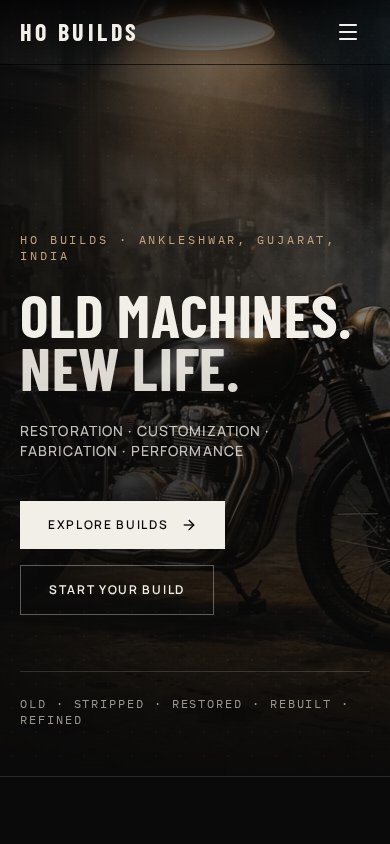 HO BUILDS
HO BUILDS · ANKLESHWAR, GUJARAT,
INDIA
OLD MACHINES.
NEW LIFE.
RESTORATION · CUSTOMIZATION ·
FABRICATION · PERFORMANCE
EXPLORE BUILDS →
START YOUR BUILD
OLD · STRIPPED · RESTORED · REBUILT ·
REFINED